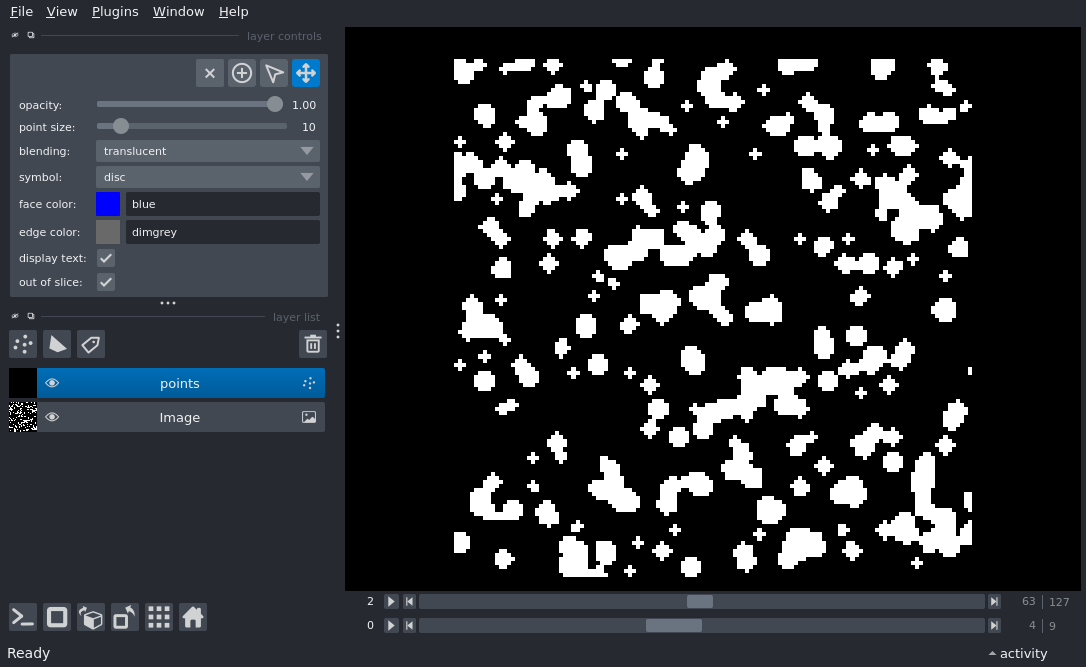 File View Plugins Window Help
layer controls
opacity: 1.00
point size: 10
blending: translucent
symbol: disc
face color: blue
edge color: dimgrey
display text:
out of slice:
layer list
points
Image
2 63 | 127
0 4 | 9
Ready activity